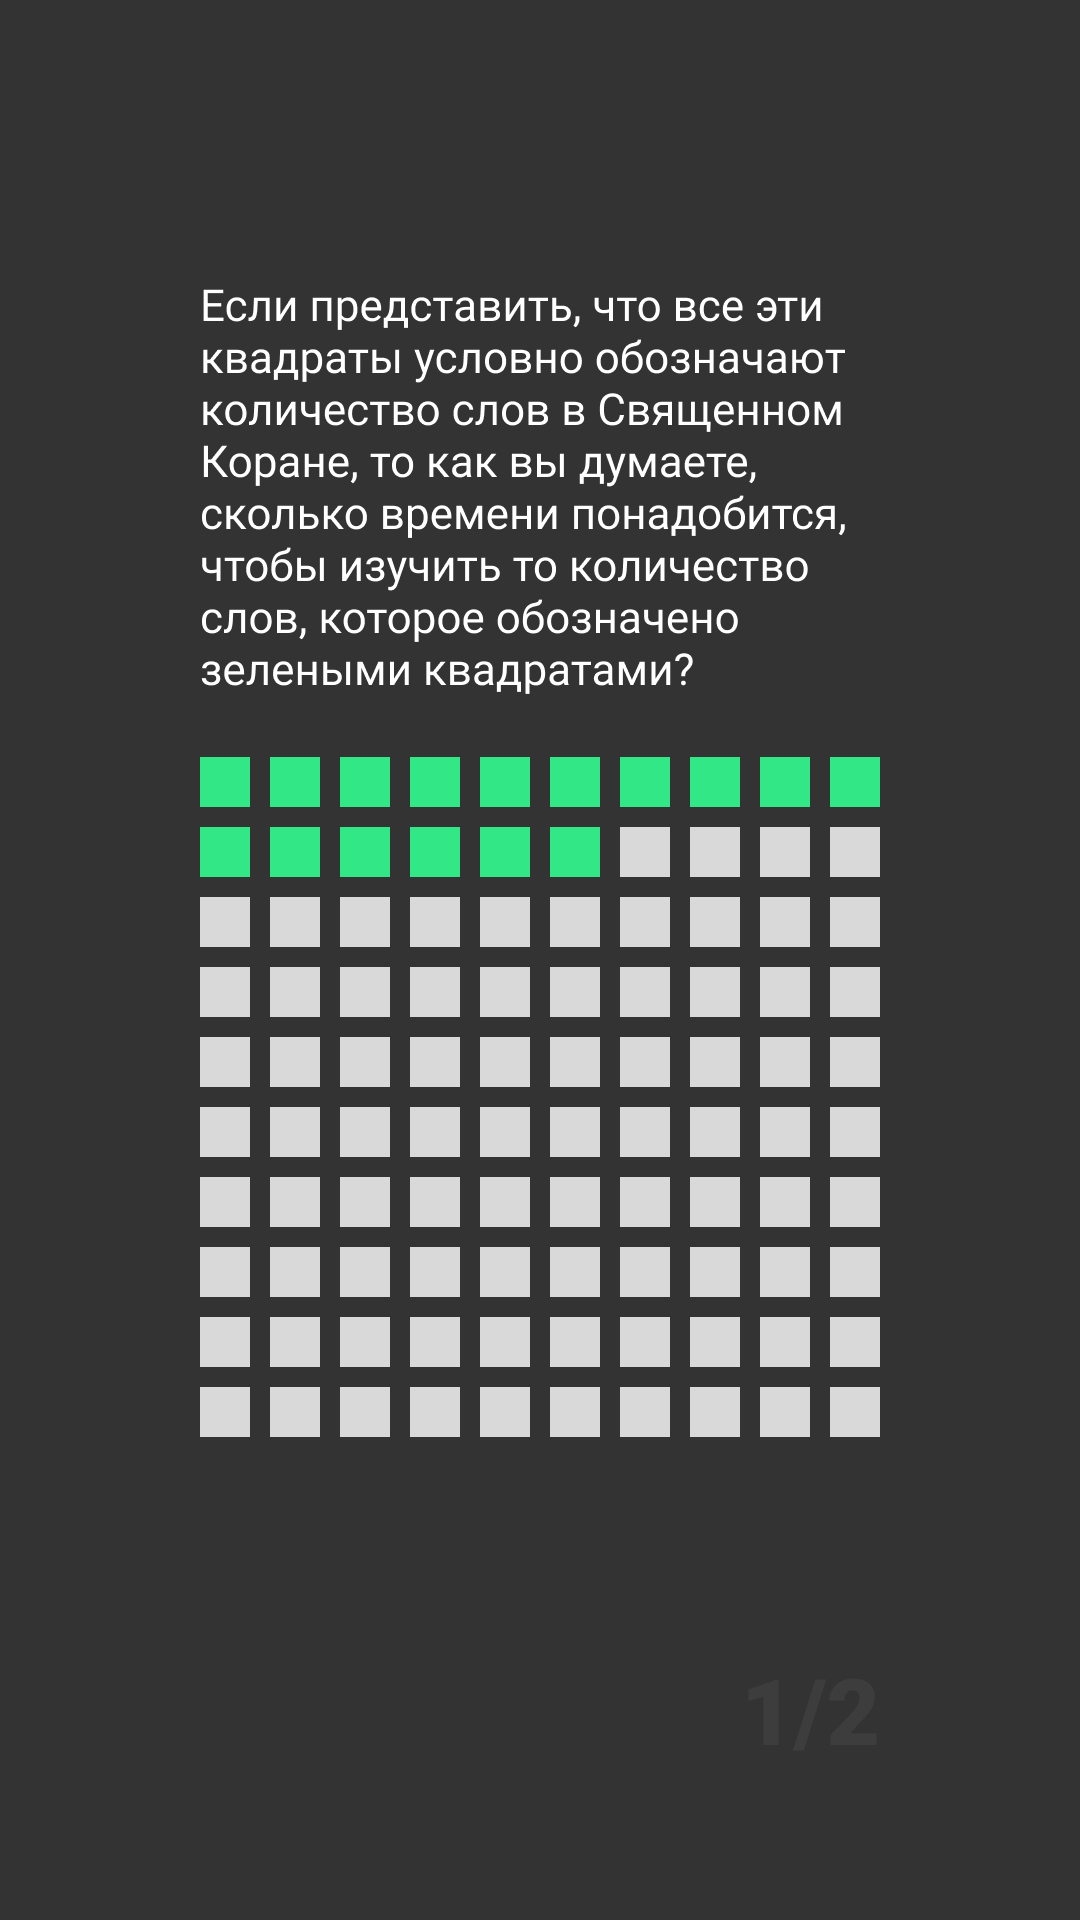 Если представить, что все эти
квадраты условно обозначают
количество слов в Священном
Коране, то как вы думаете,
сколько времени понадобится,
чтобы изучить то количество
слов, которое обозначено
зелеными квадратами?
1/2